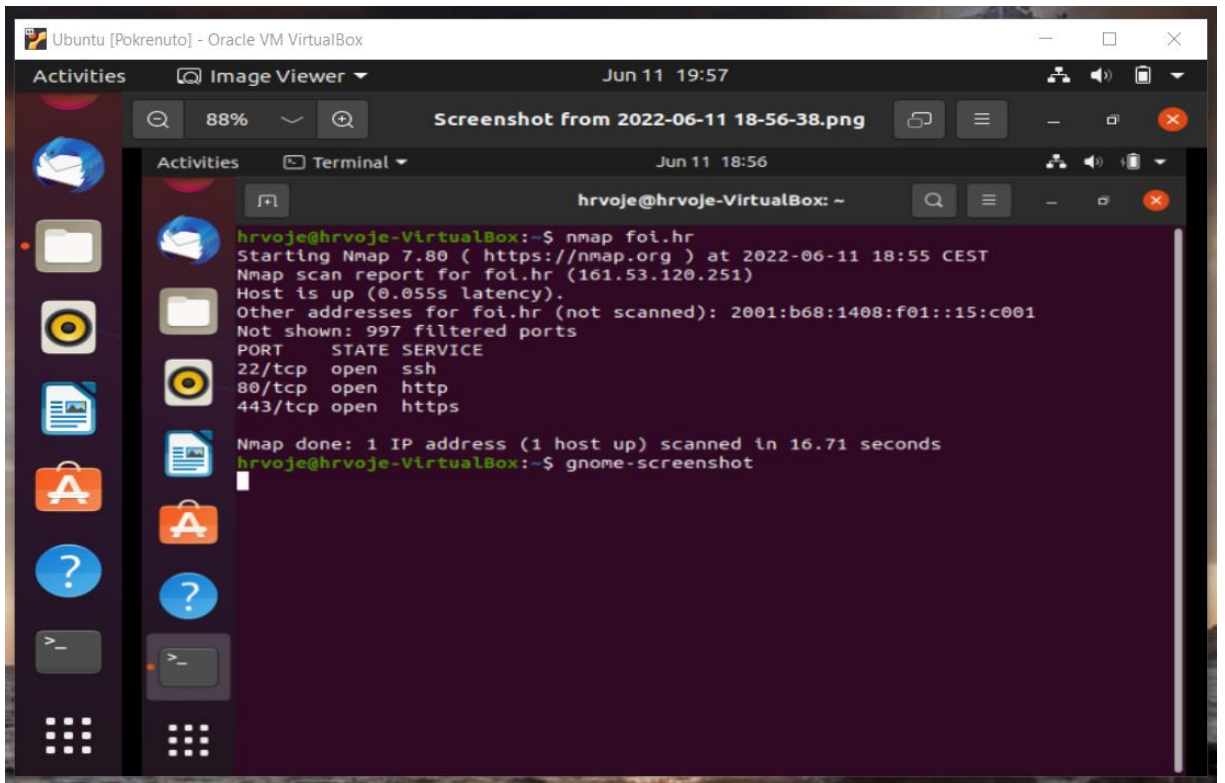 Ubuntu [Pokrenuto] - Oracle VM VirtualBox
Activities Image Viewer Jun 11 19:57
88% Screenshot from 2022-06-11 18-56-38.png
Activities Terminal Jun 11 18:56
hrvoje@hrvoje-VirtualBox: ~
hrvoje@hrvoje-VirtualBox:~$ nmap foi.hr
Starting Nmap 7.80 ( https://nmap.org ) at 2022-06-11 18:55 CEST
Nmap scan report for foi.hr (161.53.120.251)
Host is up (0.055s latency).
Other addresses for foi.hr (not scanned): 2001:b68:1408:f01::15:c001
Not shown: 997 filtered ports
PORT    STATE SERVICE
22/tcp  open  ssh
80/tcp  open  http
443/tcp open  https
Nmap done: 1 IP address (1 host up) scanned in 16.71 seconds
hrvoje@hrvoje-VirtualBox:~$ gnome-screenshot